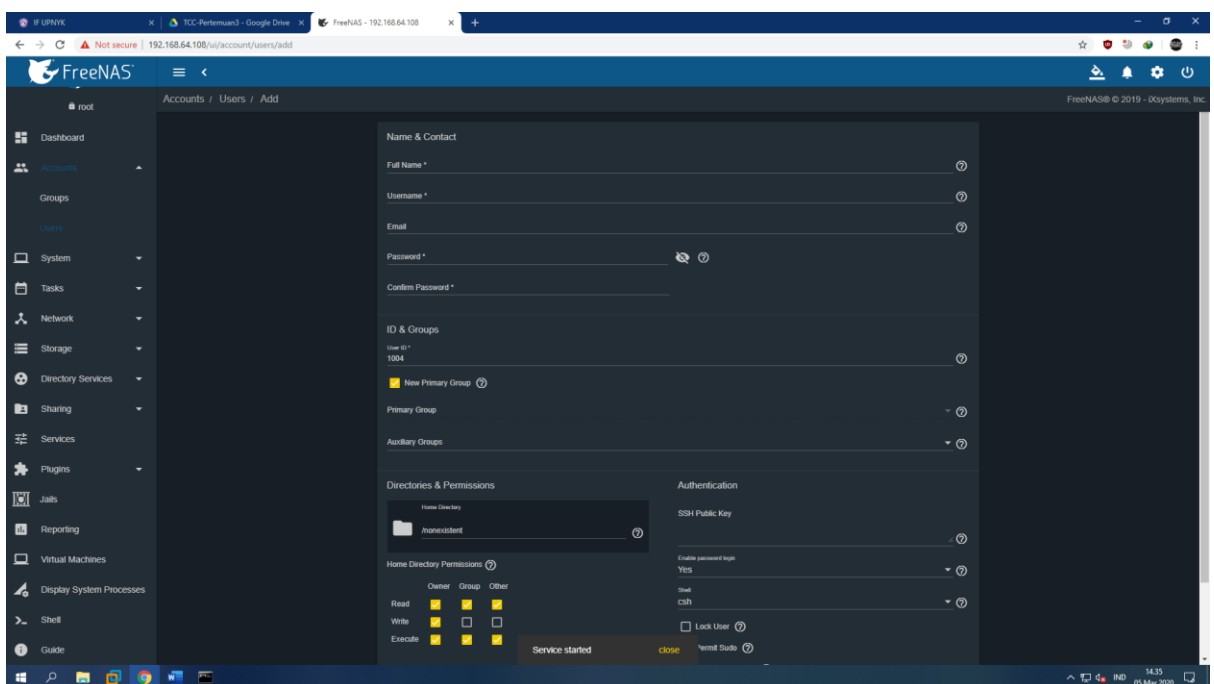 IF UPNYK
TCC-Pertemuan3 - Google Drive
FreeNAS - 192.168.64.108
Not secure | 192.168.64.108/ui/account/users/add
FreeNAS®
root
Accounts / Users / Add
FreeNAS® © 2019 - iXsystems, Inc.
Dashboard
Accounts
Groups
Users
System
Tasks
Network
Storage
Directory Services
Sharing
Services
Plugins
Jails
Reporting
Virtual Machines
Display System Processes
Shell
Guide
Name & Contact
Full Name *
Username *
Email
Password *
Confirm Password *
ID & Groups
User ID *
1004
New Primary Group
Primary Group
Auxiliary Groups
Directories & Permissions
Home Directory
/nonexistent
Home Directory Permissions
Owner Group Other
Read
Write
Execute
Authentication
SSH Public Key
Enable password login
Yes
Shell
csh
Lock User
Permit Sudo
Service started close
IND
14.35
05 Mar 2020